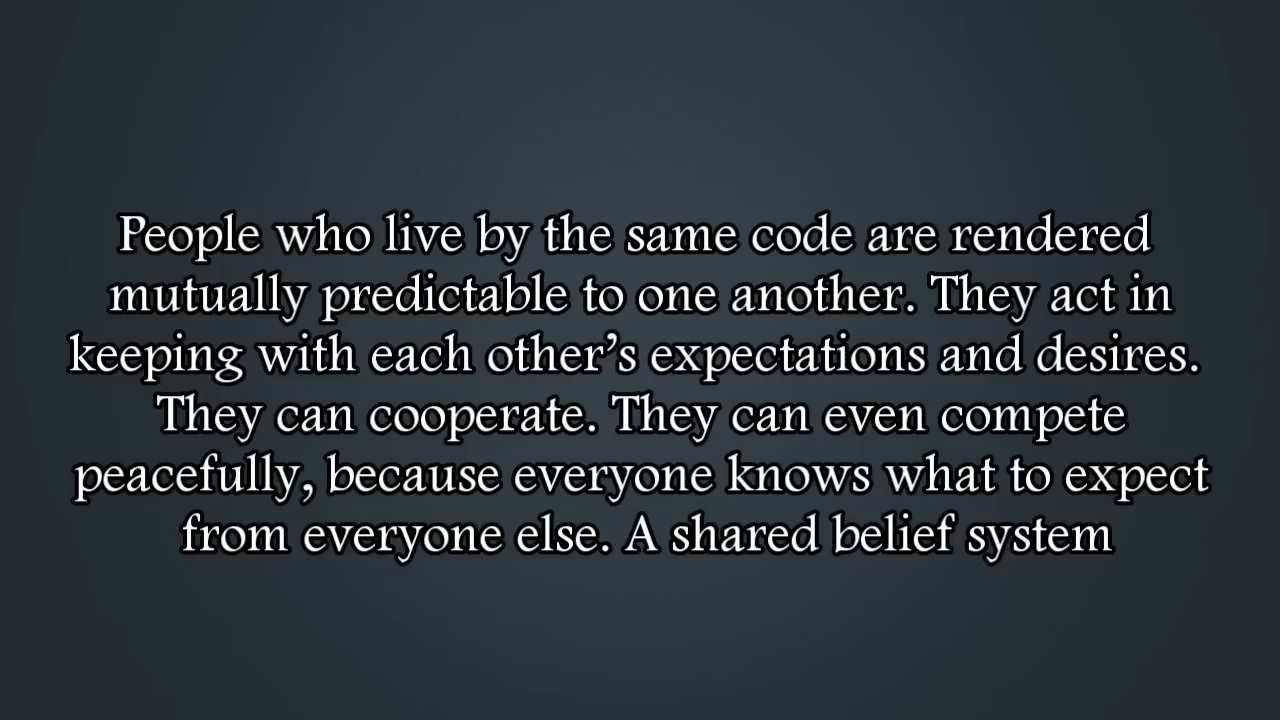 People who live by the same code are rendered
mutually predictable to one another. They act in
keeping with each other’s expectations and desires.
They can cooperate. They can even compete
peacefully, because everyone knows what to expect
from everyone else. A shared belief system